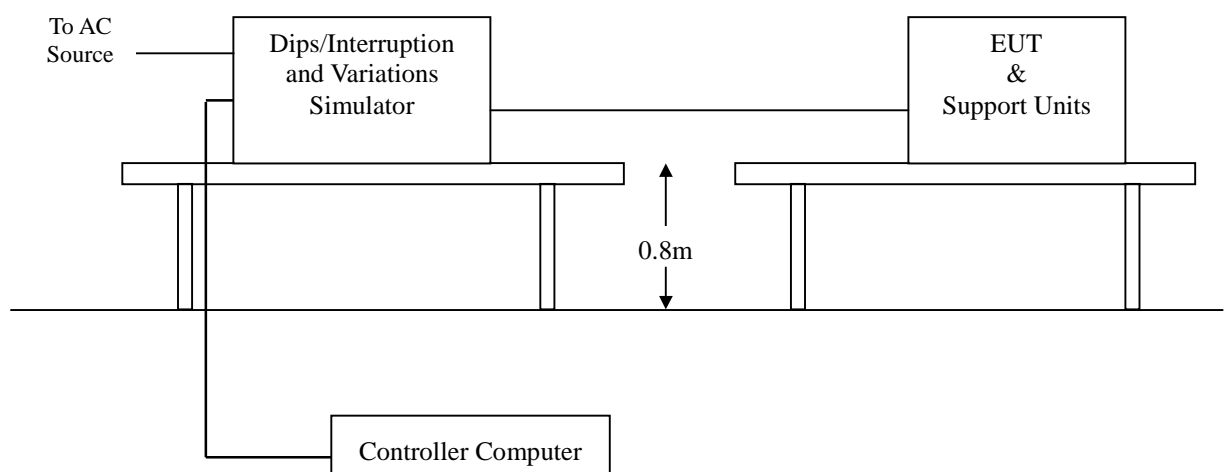 To AC
Source
Dips/Interruption
and Variations
Simulator
EUT
&
Support Units
0.8m
Controller Computer